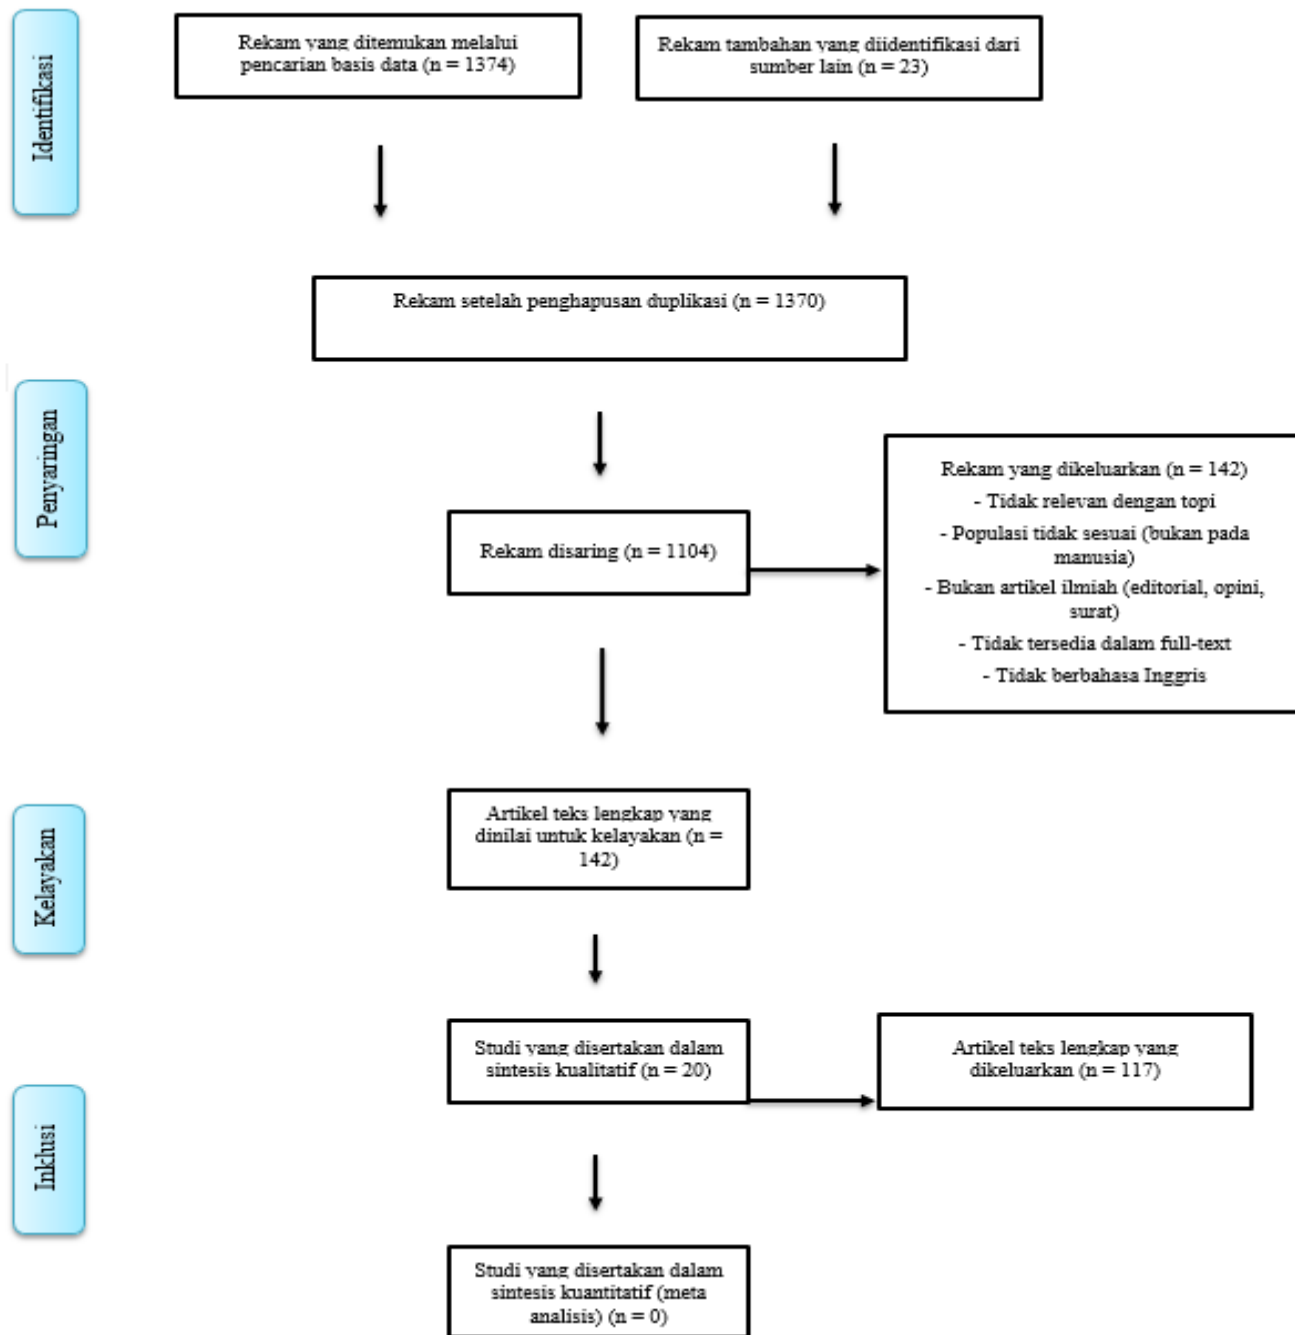 Identifikasi
Rekam yang ditemukan melalui
pencarian basis data (n = 1374)
Rekam tambahan yang diidentifikasi dari
sumber lain (n = 23)
Rekam setelah penghapusan duplikasi (n = 1370)
Penyaringan
Rekam disaring (n = 1104)
Rekam yang dikeluarkan (n = 142)
- Tidak relevan dengan topi
- Populasi tidak sesuai (bukan pada
manusia)
- Bukan artikel ilmiah (editorial, opini,
surat)
- Tidak tersedia dalam full-text
- Tidak berbahasa Inggris
Kelayakan
Artikel teks lengkap yang
dinilai untuk kelayakan (n =
142)
Studi yang disertakan dalam
sintesis kualitatif (n = 20)
Artikel teks lengkap yang
dikeluarkan (n = 117)
Inklusi
Studi yang disertakan dalam
sintesis kuantitatif (meta
analisis) (n = 0)